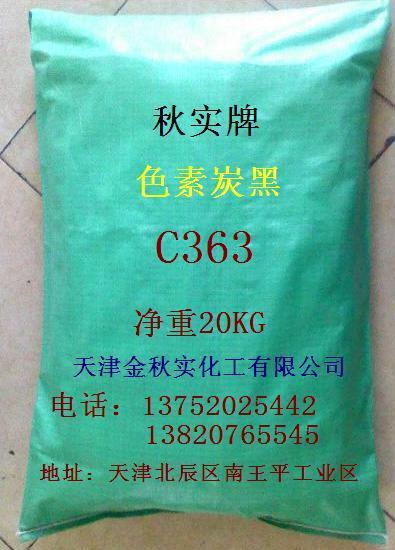 秋实牌
色素炭黑
C363
净重20KG
天津金秋实化工有限公司
电话：13752025442
13820765545
地址：天津北辰区南王平工业区